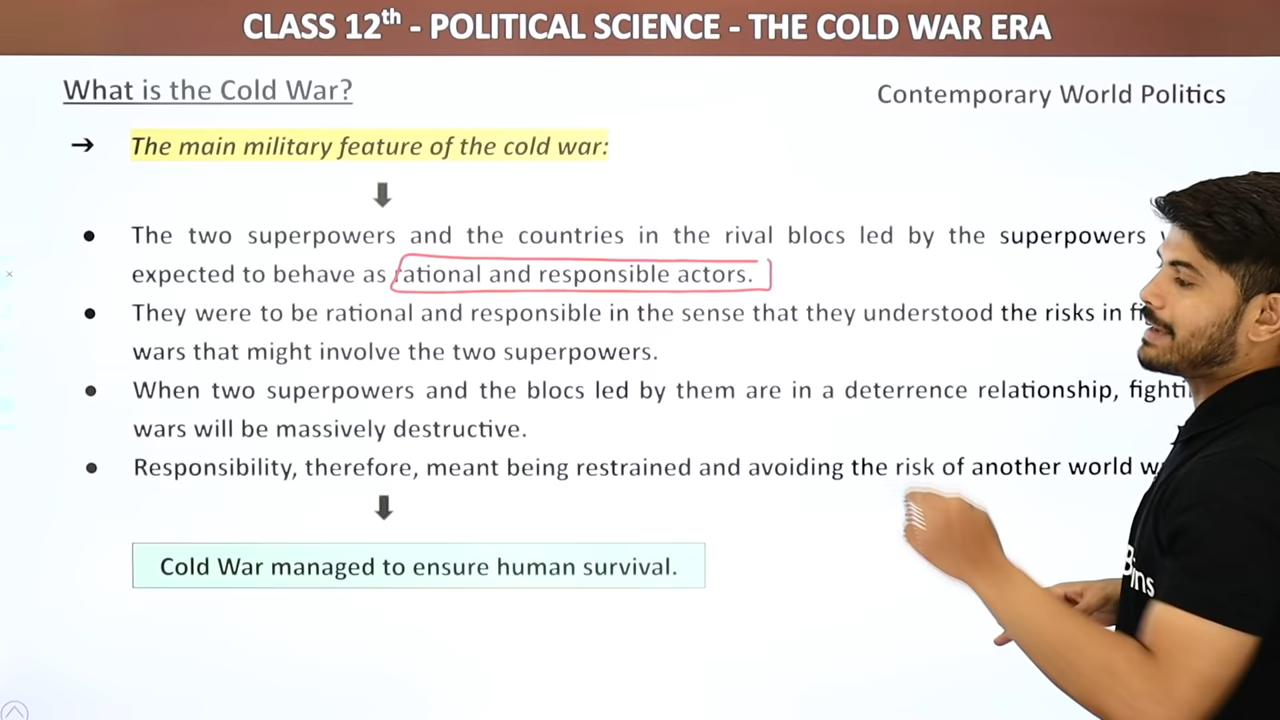 CLASS 12th - POLITICAL SCIENCE - THE COLD WAR ERA
What is the Cold War?
Contemporary World Politics
➔ The main military feature of the cold war:
● The two superpowers and the countries in the rival blocs led by the superpowers
expected to behave as rational and responsible actors.
● They were to be rational and responsible in the sense that they understood the risks in
wars that might involve the two superpowers.
● When two superpowers and the blocs led by them are in a deterrence relationship,
wars will be massively destructive.
● Responsibility, therefore, meant being restrained and avoiding the risk of another world
Cold War managed to ensure human survival.